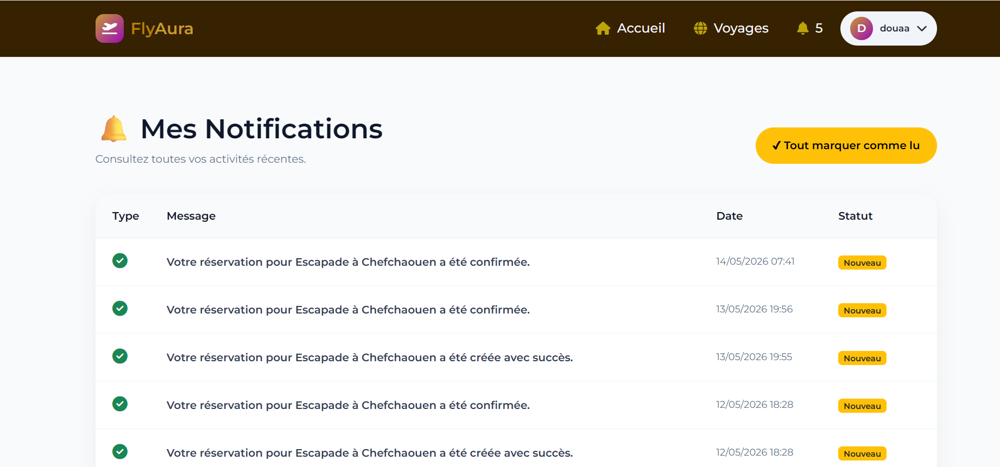 FlyAura
Accueil
Voyages
5
D
douaa
Mes Notifications
Consultez toutes vos activités récentes.
✓ Tout marquer comme lu
Type Message Date Statut
Votre réservation pour Escapade à Chefchaouen a été confirmée. 14/05/2026 07:41 Nouveau
Votre réservation pour Escapade à Chefchaouen a été confirmée. 13/05/2026 19:56 Nouveau
Votre réservation pour Escapade à Chefchaouen a été créée avec succès. 13/05/2026 19:55 Nouveau
Votre réservation pour Escapade à Chefchaouen a été confirmée. 12/05/2026 18:28 Nouveau
Votre réservation pour Escapade à Chefchaouen a été créée avec succès. 12/05/2026 18:28 Nouveau